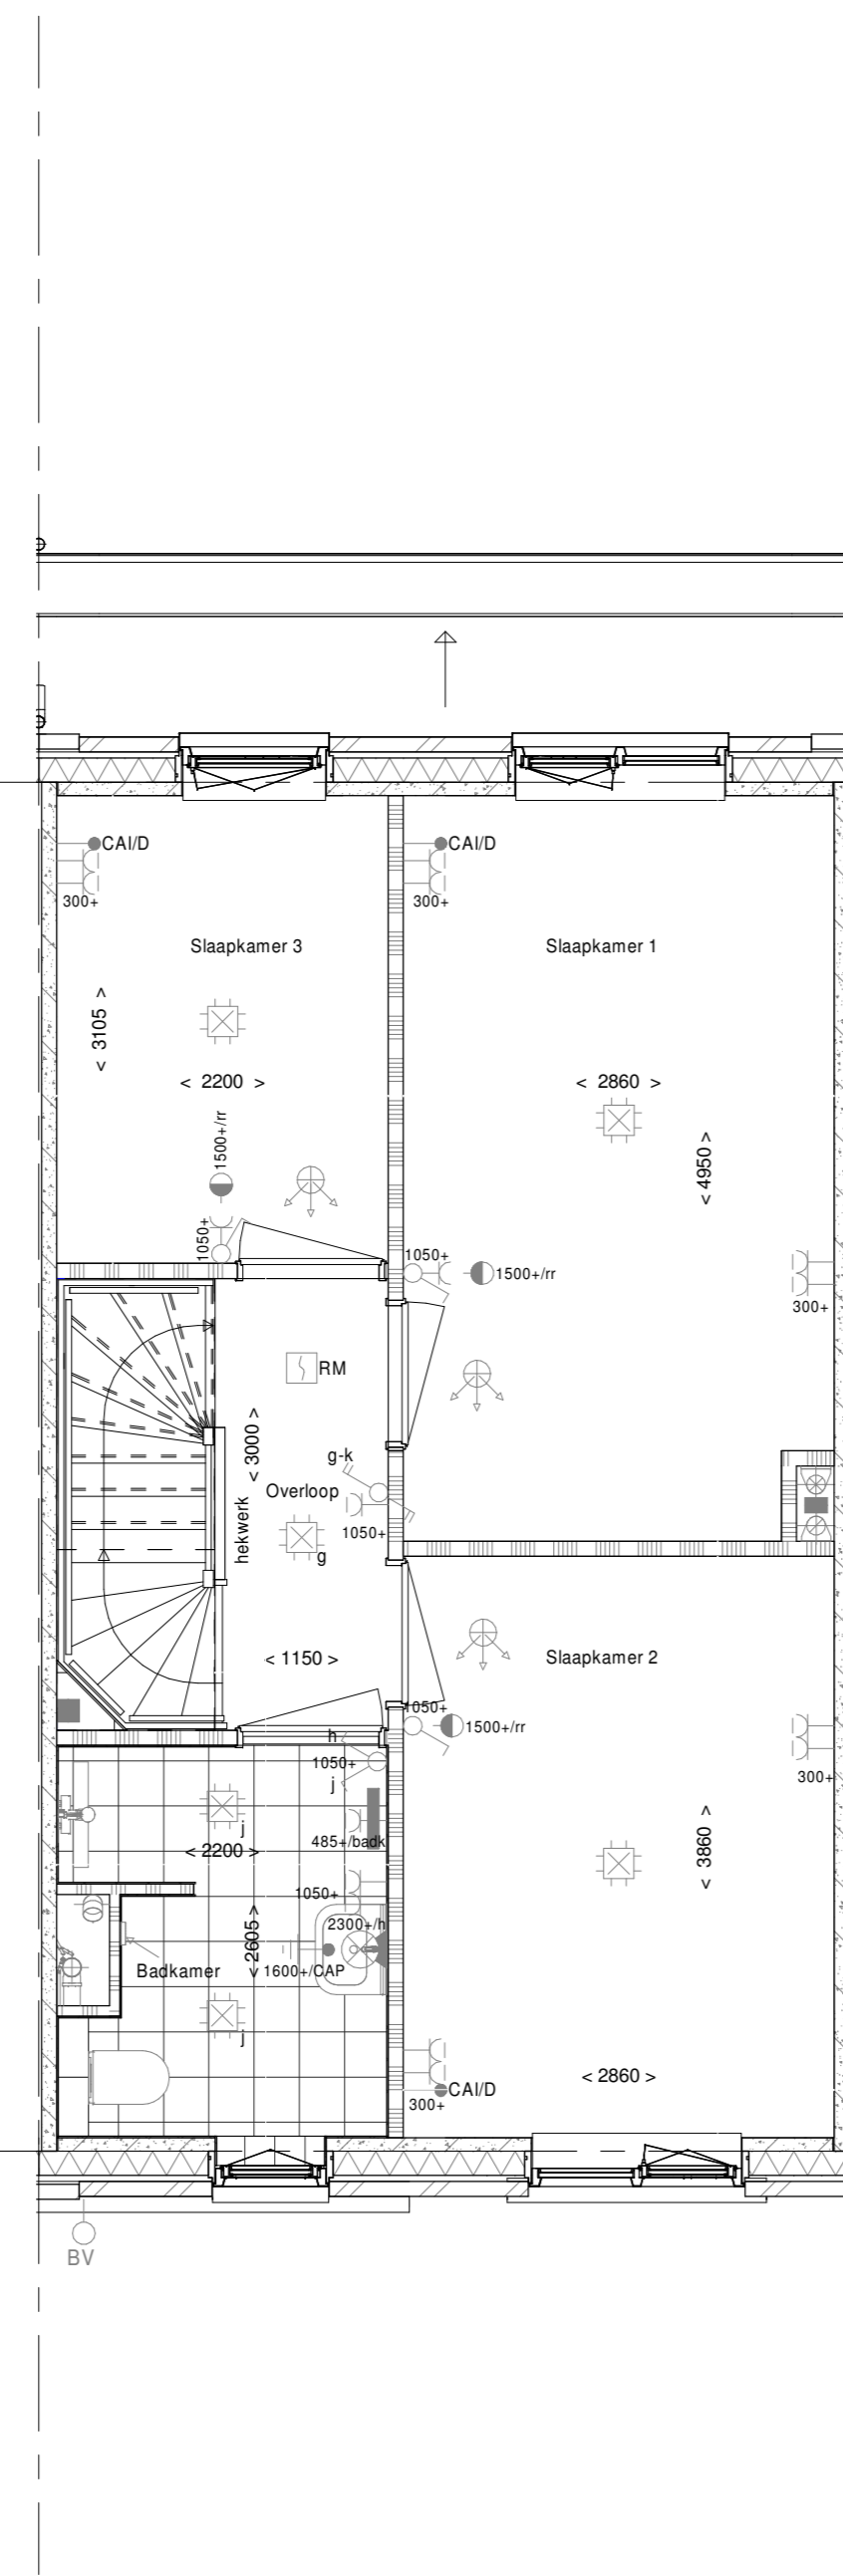 CAI/D
CAI/D
300+
300+
Slaapkamer 3
Slaapkamer 1
< 3105 >
< 2200 >
< 2860 >
1500+/rr
< 4950 >
1050+
1050+
1500+/rr
300+
RM
< 3000 >
g-k
Overloop
hekwerk
1050+
g
< 1150 >
Slaapkamer 2
1050+
1500+/rr
h
1050+
j
300+
j
485+/badk
< 2200 >
< 3860 >
1050+
2300+/h
< 2605 >
Badkamer
1600+/CAP
j
< 2860 >
CAI/D
300+
BV